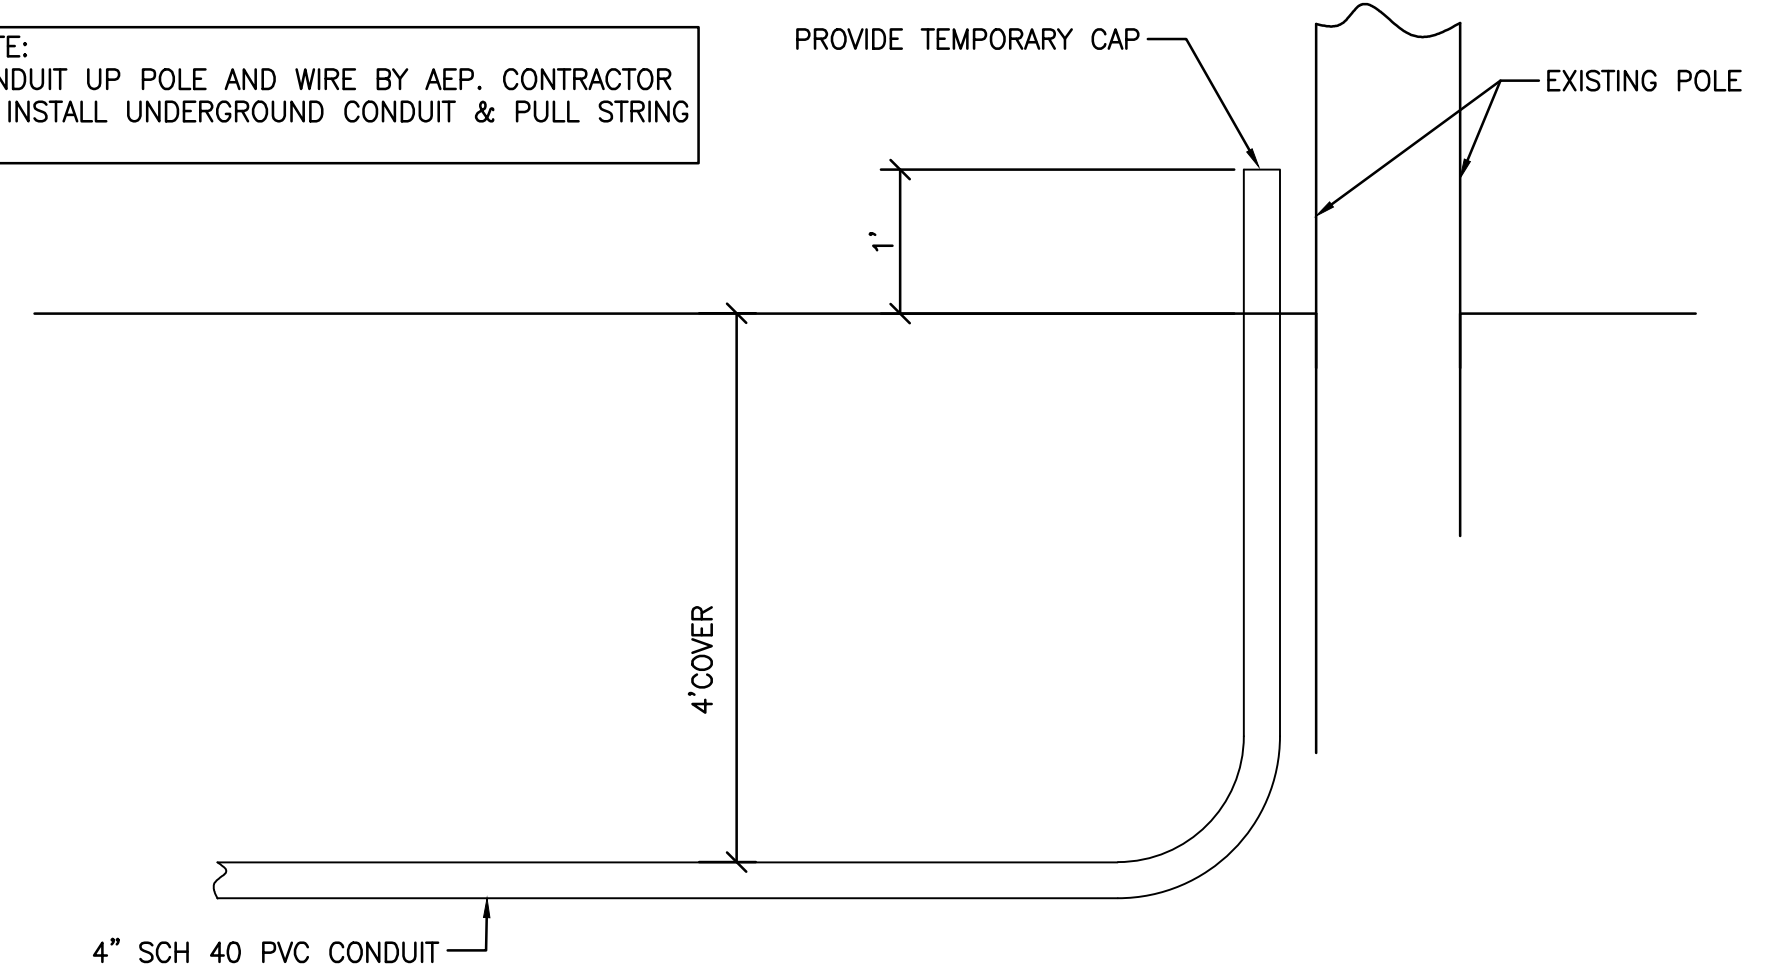 TE:
NDUIT UP POLE AND WIRE BY AEP. CONTRACTOR
INSTALL UNDERGROUND CONDUIT & PULL STRING
PROVIDE TEMPORARY CAP
EXISTING POLE
1'
4'COVER
4" SCH 40 PVC CONDUIT